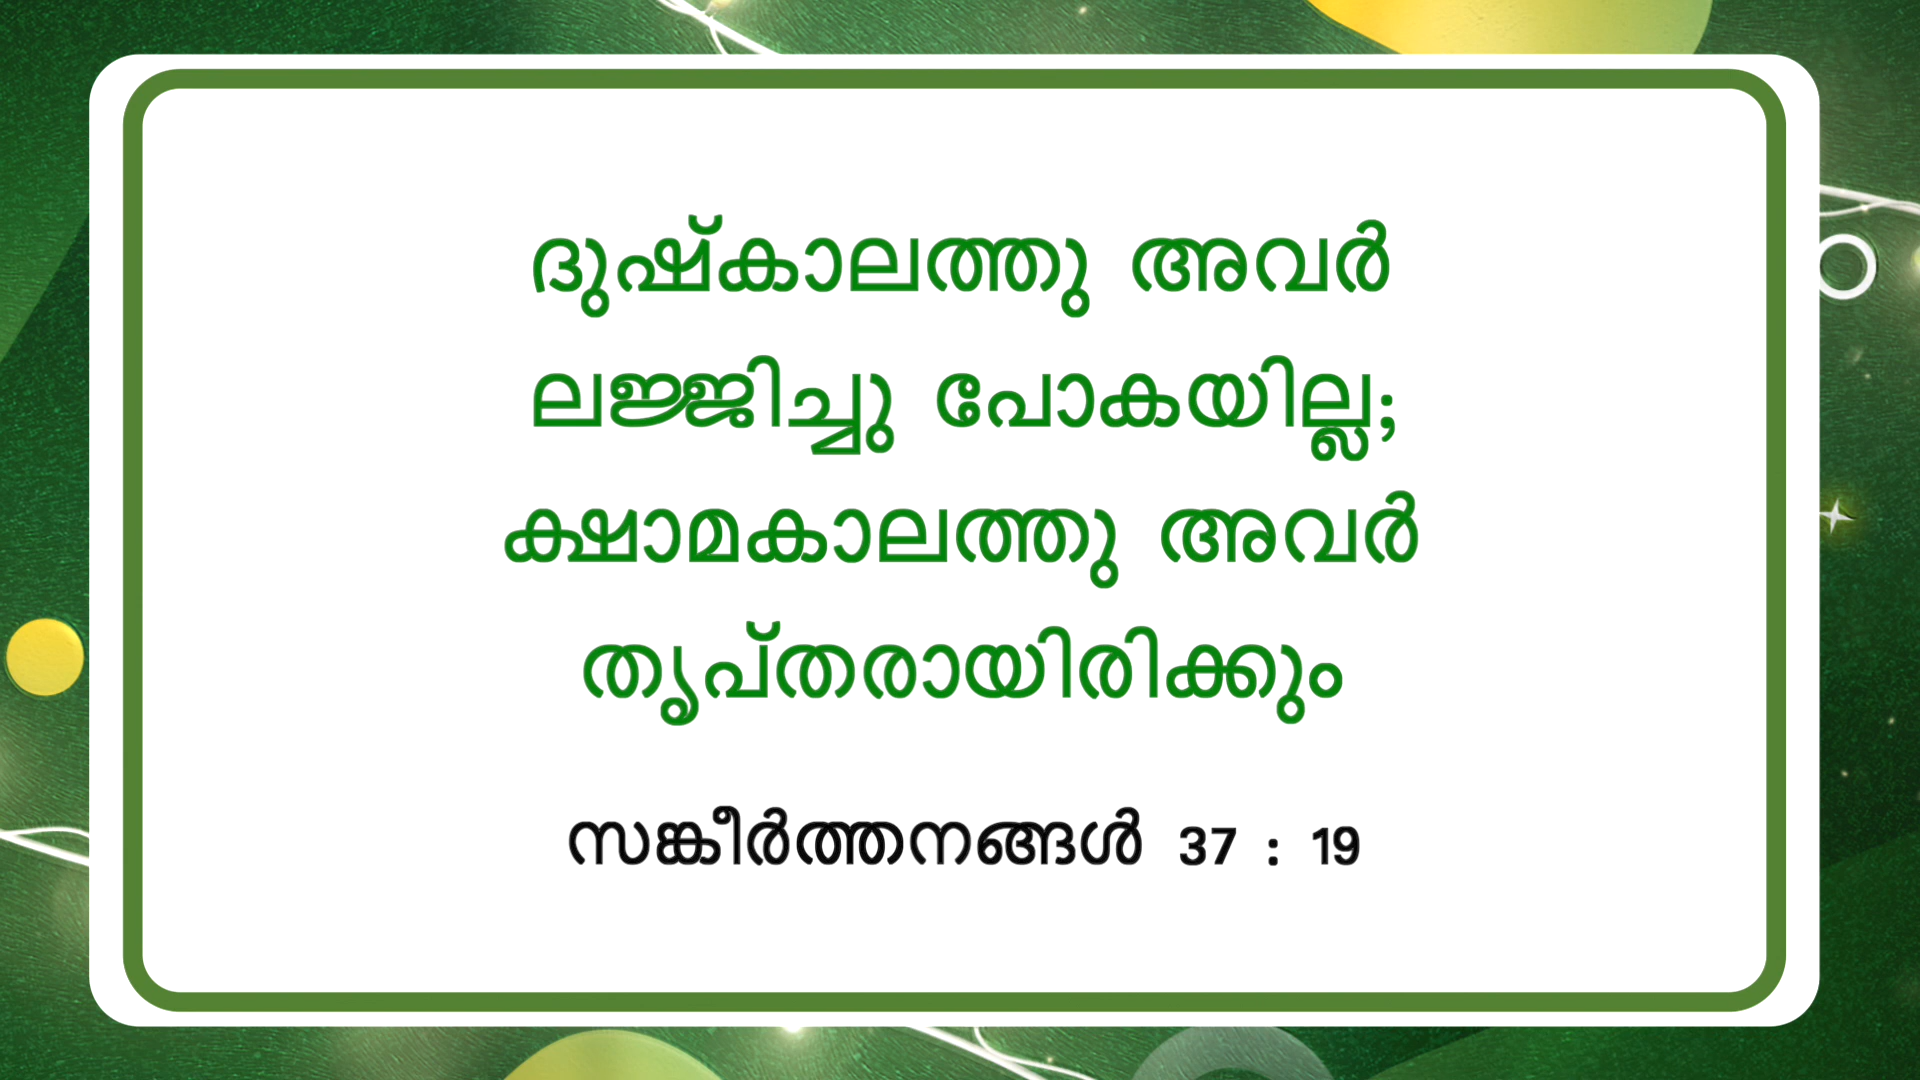 ദുഷ്കാലത്തു അവർ
ലജ്ജിച്ചു പോകയില്ല;
ക്ഷാമകാലത്തു അവർ
തൃപ്തരായിരിക്കും
സങ്കീർത്തനങ്ങൾ 37 : 19